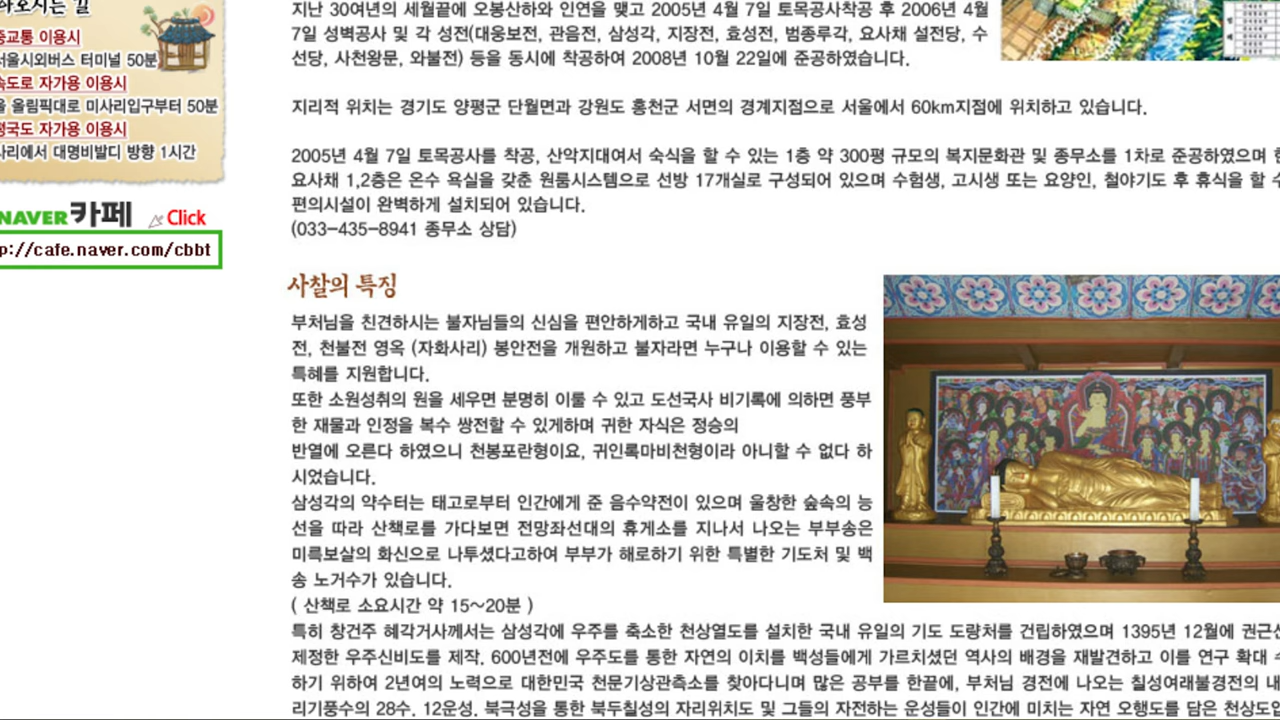 아오시는 길
중교통 이용시
서울시외버스 터미널 50분
속도로 자가용 이용시
올림픽대로 미사리입구부터 50분
자가용 이용시
사리에서 대명비발디 방향 1시간
NAVER카페 Click
p://cafe.naver.com/cbbt
지난 30여년의 세월끝에 오봉산하와 인연을 맺고 2005년 4월 7일 토목공사착공 후 2006년 4월
7일 성벽공사 및 각 성전(대웅보전, 관음전, 삼성각, 지장전, 효성전, 범종루각, 요사채 설전당, 수
선당, 사천왕문, 와불전) 등을 동시에 착공하여 2008년 10월 22일에 준공하였습니다.
지리적 위치는 경기도 양평군 단월면과 강원도 홍천군 서면의 경계지점으로 서울에서 60km지점에 위치하고 있습니다.
2005년 4월 7일 토목공사를 착공, 산악지대여서 숙식을 할 수 있는 1층 약 300평 규모의 복지문화관 및 종무소를 1차로 준공하였으며
요사채 1,2층은 온수 욕실을 갖춘 원룸시스템으로 선방 17개실로 구성되어 있으며 수험생, 고시생 또는 요양인, 철야기도 후 휴식을 할 수
편의시설이 완벽하게 설치되어 있습니다.
(033-435-8941 종무소 상담)
사찰의 특징
부처님을 친견하시는 불자님들의 신심을 편안하게하고 국내 유일의 지장전, 효성
전, 천불전 영옥 (자화사리) 봉안전을 개원하고 불자라면 누구나 이용할 수 있는
특혜를 지원합니다.
또한 소원성취의 원을 세우면 분명히 이룰 수 있고 도선국사 비기록에 의하면 풍부
한 재물과 인정을 복수 쌍전할 수 있게하며 귀한 자식은 정승의
반열에 오른다 하였으니 천봉포란형이요, 귀인록마비천형이라 아니할 수 없다 하
시었습니다.
삼성각의 약수터는 태고로부터 인간에게 준 음수약전이 있으며 울창한 숲속의 능
선을 따라 산책로를 가다보면 전망좌선대의 휴게소를 지나서 나오는 부부송은
미륵보살의 화신으로 나투셨다고하여 부부가 해로하기 위한 특별한 기도처 및 백
송 노거수가 있습니다.
( 산책로 소요시간 약 15~20분 )
특히 창건주 혜각거사께서는 삼성각에 우주를 축소한 천상열도를 설치한 국내 유일의 기도 도량처를 건립하였으며 1395년 12월에 권근선
제정한 우주신비도를 제작. 600년전에 우주도를 통한 자연의 이치를 백성들에게 가르치셨던 역사의 배경을 재발견하고 이를 연구 확대 수
하기 위하여 2년여의 노력으로 대한민국 천문기상관측소를 찾아다니며 많은 공부를 한끝에, 부처님 경전에 나오는 칠성여래불경전의 내
리기풍수의 28수, 12운성, 북극성을 통한 북두칠성의 자리위치도 및 그들의 자전하는 운성들이 인간에 미치는 자연 오행도를 담은 천상도입